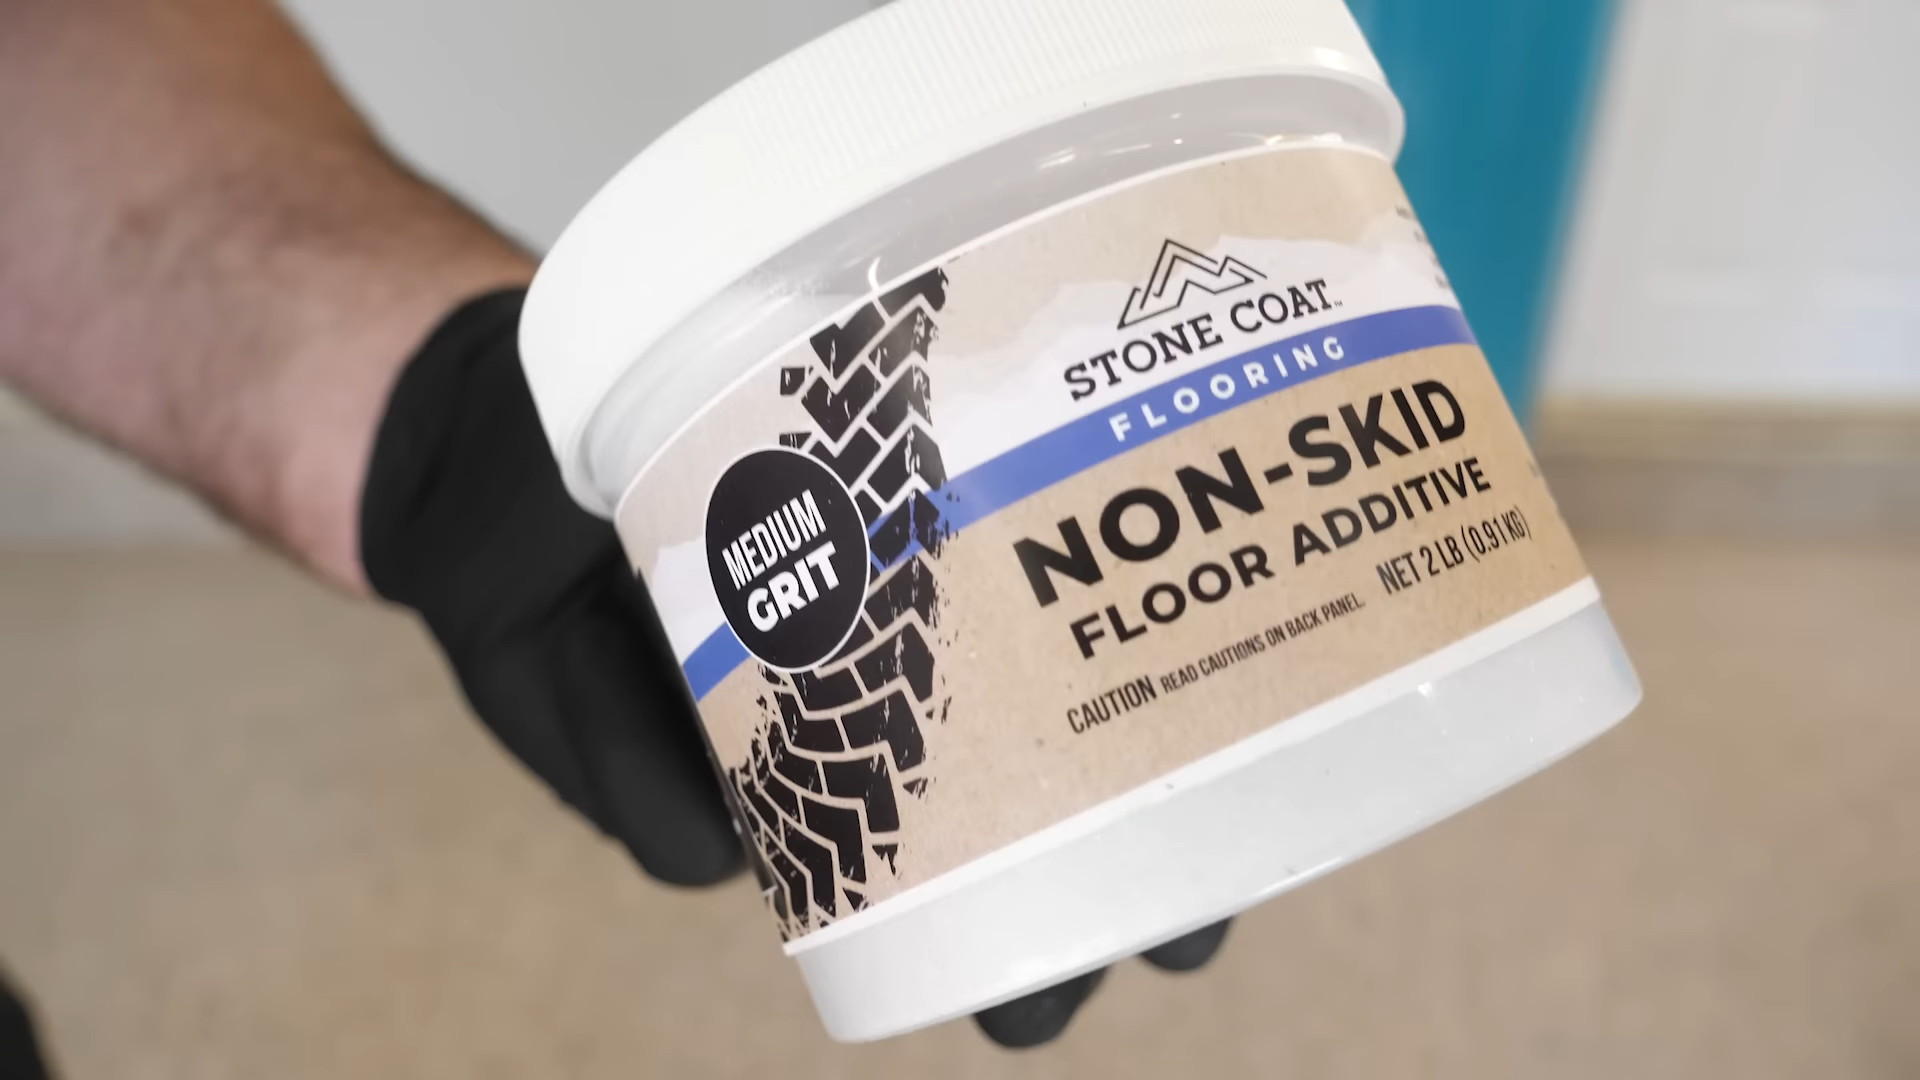 STONE COAT™
FLOORING
NON-SKID
FLOOR ADDITIVE
NET 2 LB (0.91 KG)
CAUTION READ CAUTIONS ON BACK PANEL.
MEDIUM
GRIT